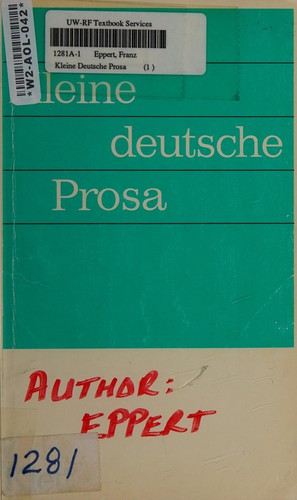 UW-RF Textbook Services
1281A-1 Eppert, Franz
Kleine Deutsche Prosa (1)
*W2-AOL-042*
leine
deutsche
Prosa
AUTHOR:
EPPERT
1281